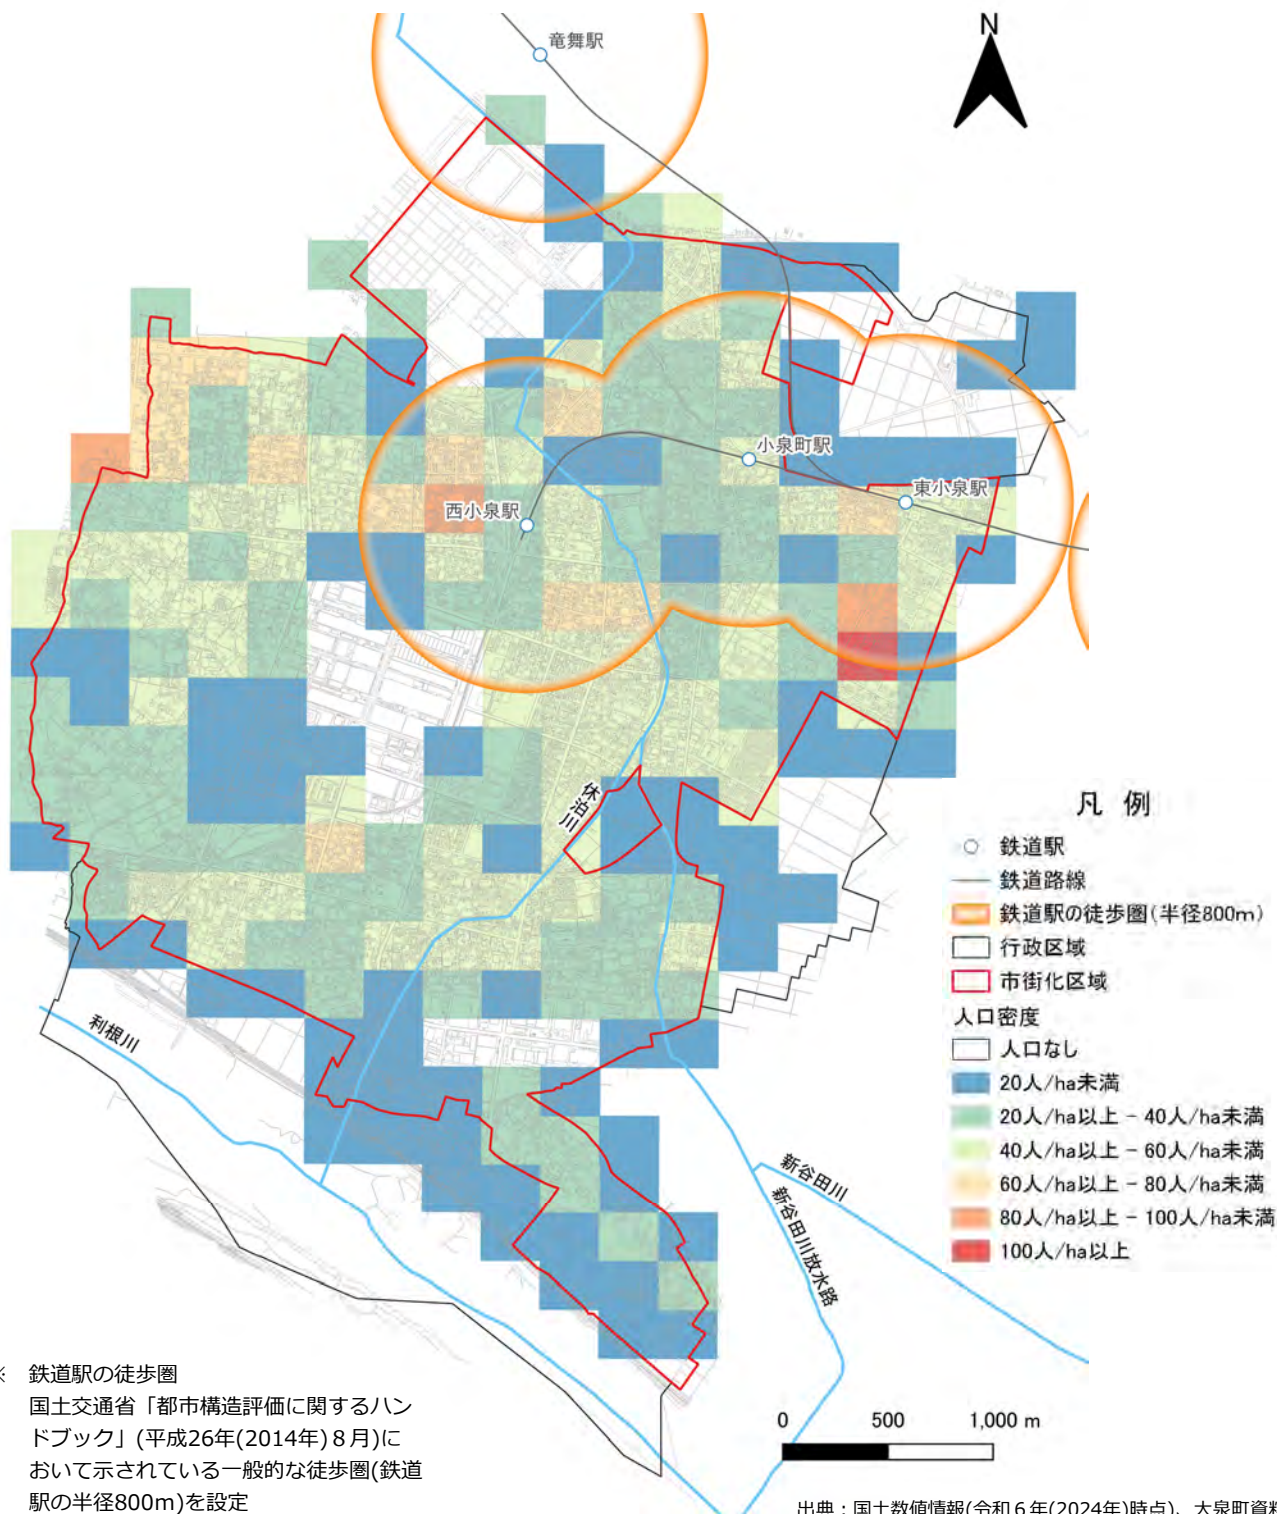 N
竜舞駅
小泉町駅
東小泉駅
西小泉駅
休泊川
利根川
新谷田川
新谷田川放水路
凡 例
鉄道駅
鉄道路線
鉄道駅の徒歩圏(半径800m)
行政区域
市街化区域
人口密度
人口なし
20人/ha未満
20人/ha以上 - 40人/ha未満
40人/ha以上 - 60人/ha未満
60人/ha以上 - 80人/ha未満
80人/ha以上 - 100人/ha未満
100人/ha以上
0 500 1,000 m
※ 鉄道駅の徒歩圏
国土交通省「都市構造評価に関するハン
ドブック」(平成26年(2014年)８月)に
おいて示されている一般的な徒歩圏(鉄道
駅の半径800m)を設定
出典：国土数値情報(令和６年(2024年)時点)、大泉町資料